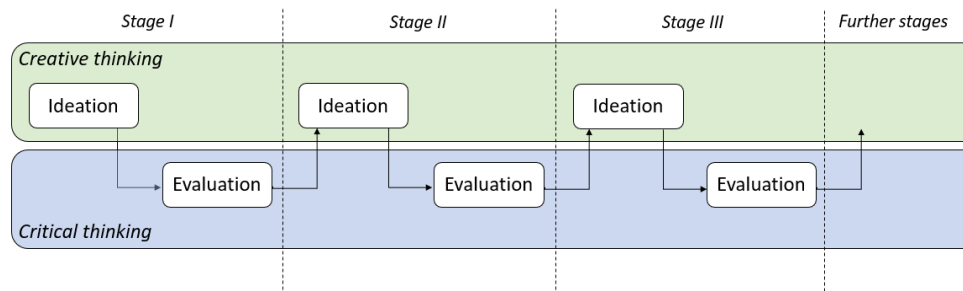 Stage I
Stage II
Stage III
Further stages
Creative thinking
Ideation
Ideation
Ideation
Evaluation
Evaluation
Evaluation
Critical thinking